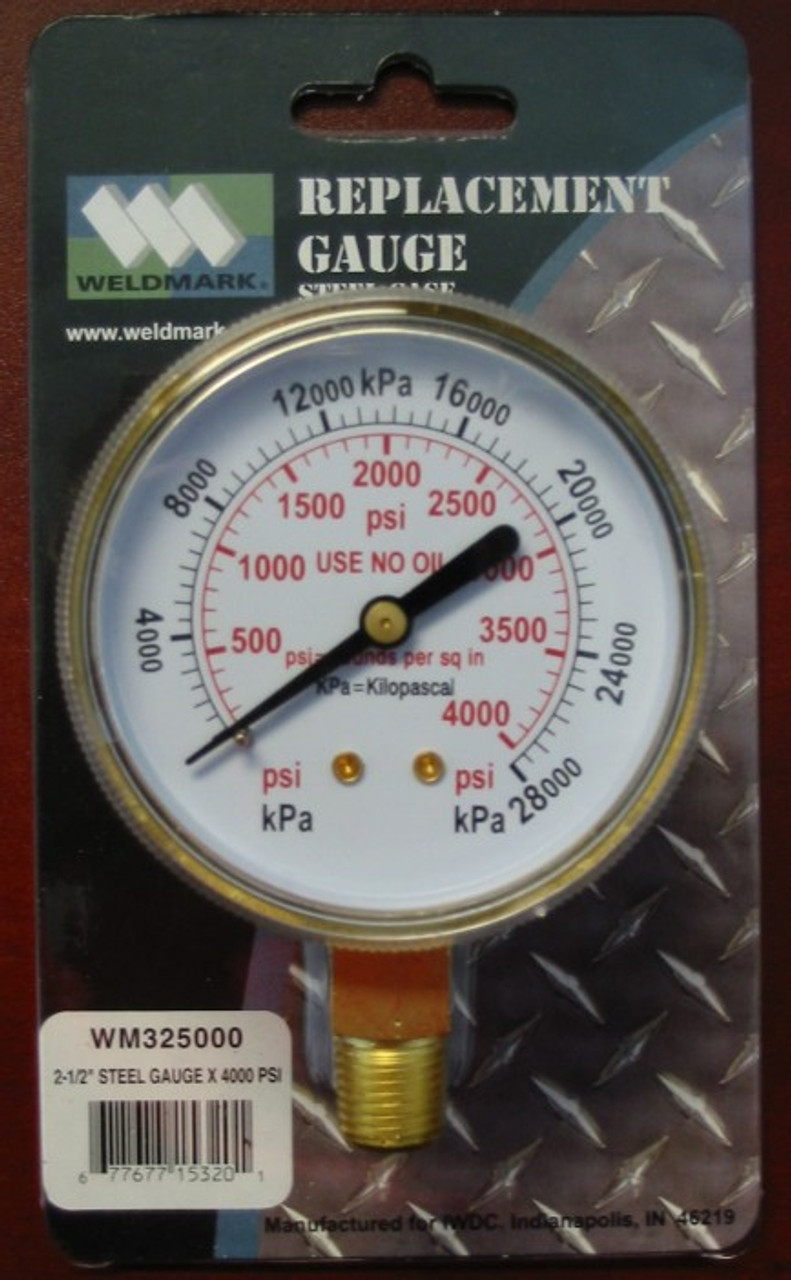 REPLACEMENT
GAUGE
STEEL CASE
WELDMARK
www.weldmark
12000 kPa 16000
8000 20000
4000 24000
28000
2000
1500 psi 2500
1000 USE NO OIL
500 3500
psi= per sq in
KPa=Kilopascal
4000
psi psi
kPa kPa
WM325000
2-1/2" STEEL GAUGE X 4000 PSI
6 77677 15320 1
Manufactured for IWDC, Indianapolis, IN 46219